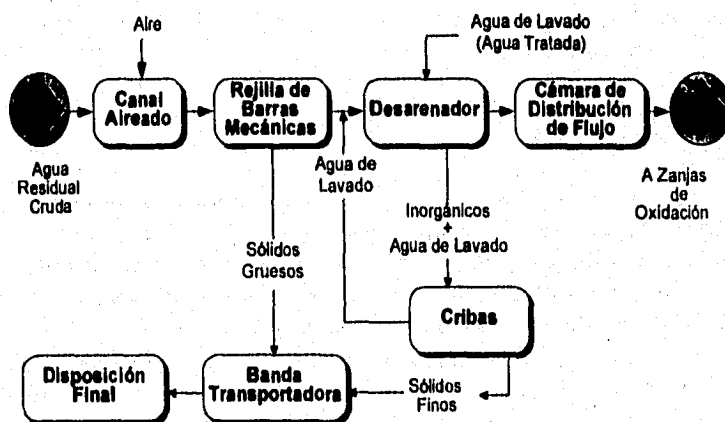 Aire
Agua de Lavado
(Agua Tratada)
Canal
Aireado
Rejilla de
Barras
Mecánicas
Desarenador
Cámara de
Distribución
de Flujo
Agua
Residual
Cruda
Agua de
Lavado
A Zanjas
de
Oxidación
Inorgánicos
+
Agua de Lavado
Sólidos
Gruesos
Cribas
Disposición
Final
Banda
Transportadora
Sólidos
Finos